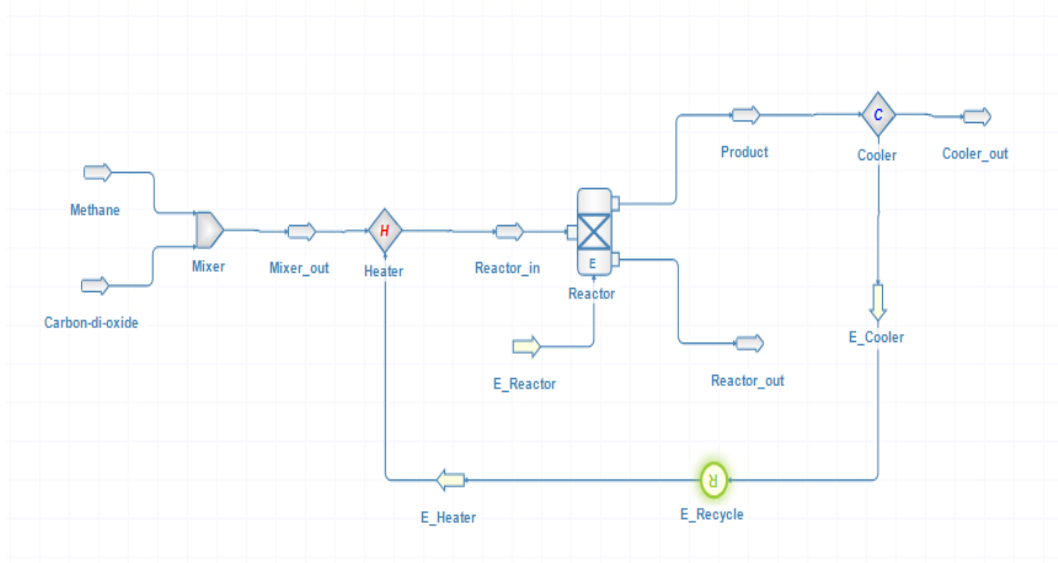 C
Product
Cooler
Cooler_out
Methane
H
Mixer
Mixer_out
Heater
Reactor_in
E
Reactor
Carbon-di-oxide
E_Cooler
E_Reactor
Reactor_out
R
E_Heater
E_Recycle